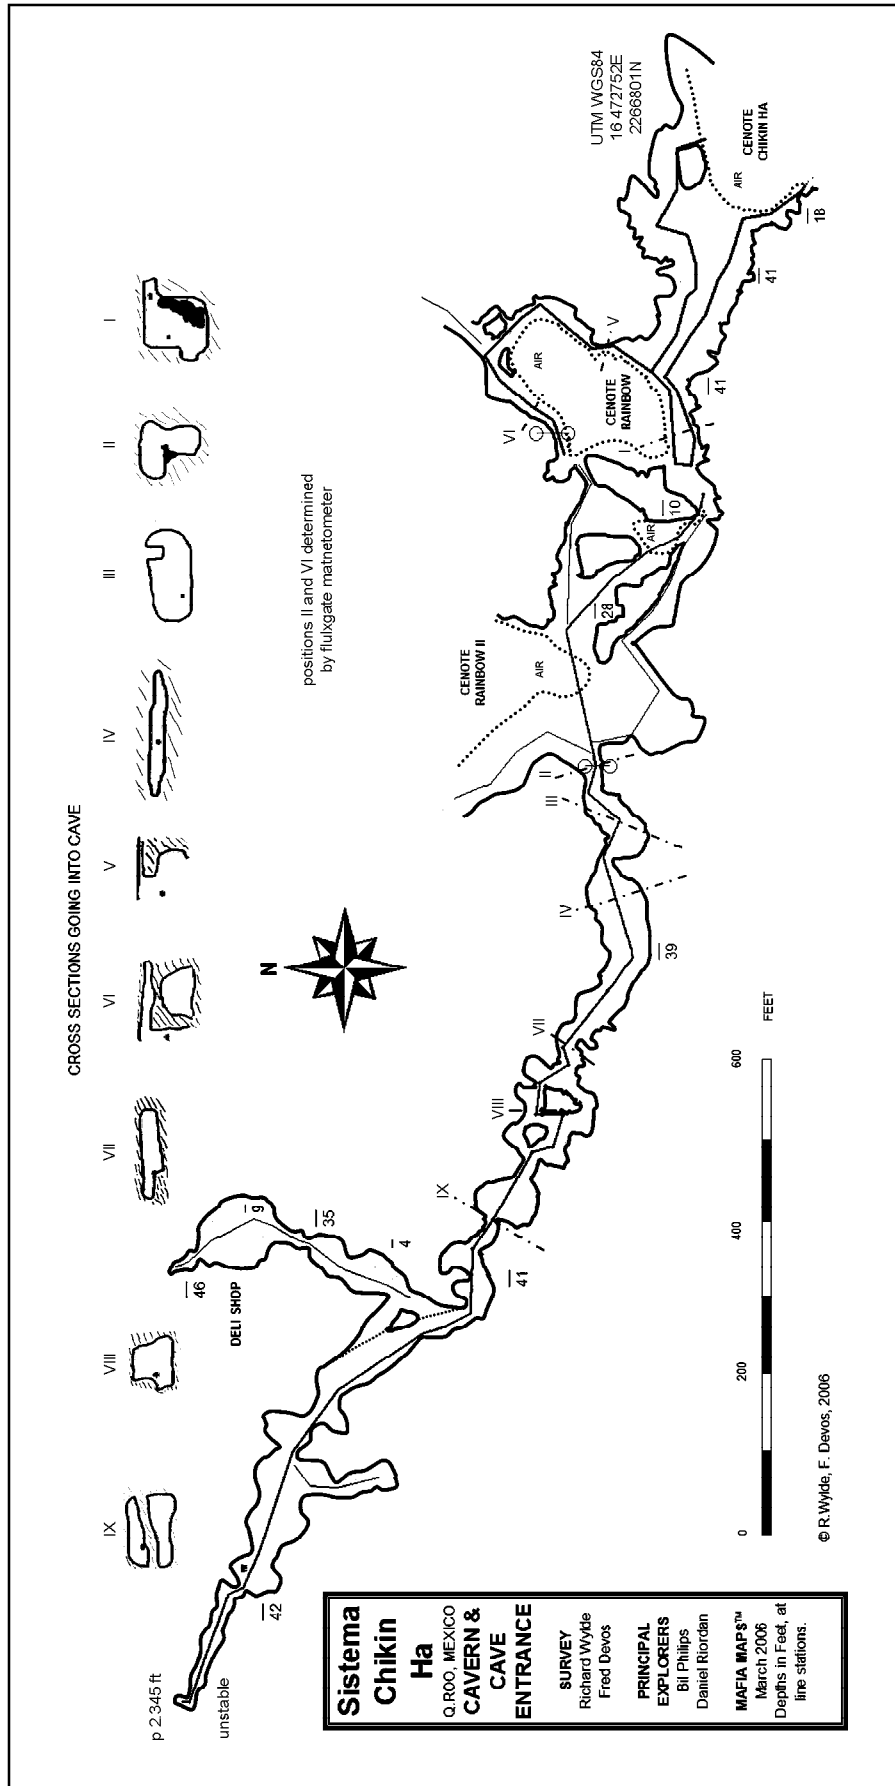 CROSS SECTIONS GOING INTO CAVE
IX
VIII
VII
VI
V
IV
III
II
I
UTM WGS84
16 472752E
2266801N
positions II and VI determined
by flulxgate matnetometer
CENOTE
CHIKIN HA
AIR
18
41
41
V
AIR
CENOTE
RAINBOW
VI
I
10
AIR
28
CENOTE
RAINBOW II
AIR
II
III
IV
39
N
VII
VIII
IX
41
4
35
9
46
DELI SHOP
42
p 2.345 ft
unstable
0
200
400
600
FEET
© R.Wylde, F. Devos, 2006
Sistema
Chikin
Ha
Q.ROO, MEXICO
CAVERN &
CAVE
ENTRANCE
SURVEY
Richard Wylde
Fred Devos
PRINCIPAL
EXPLORERS
Bil Philips
Daniel Riordan
MAFIA MAPS™
March 2006
Depths in Feet, at
line stations.